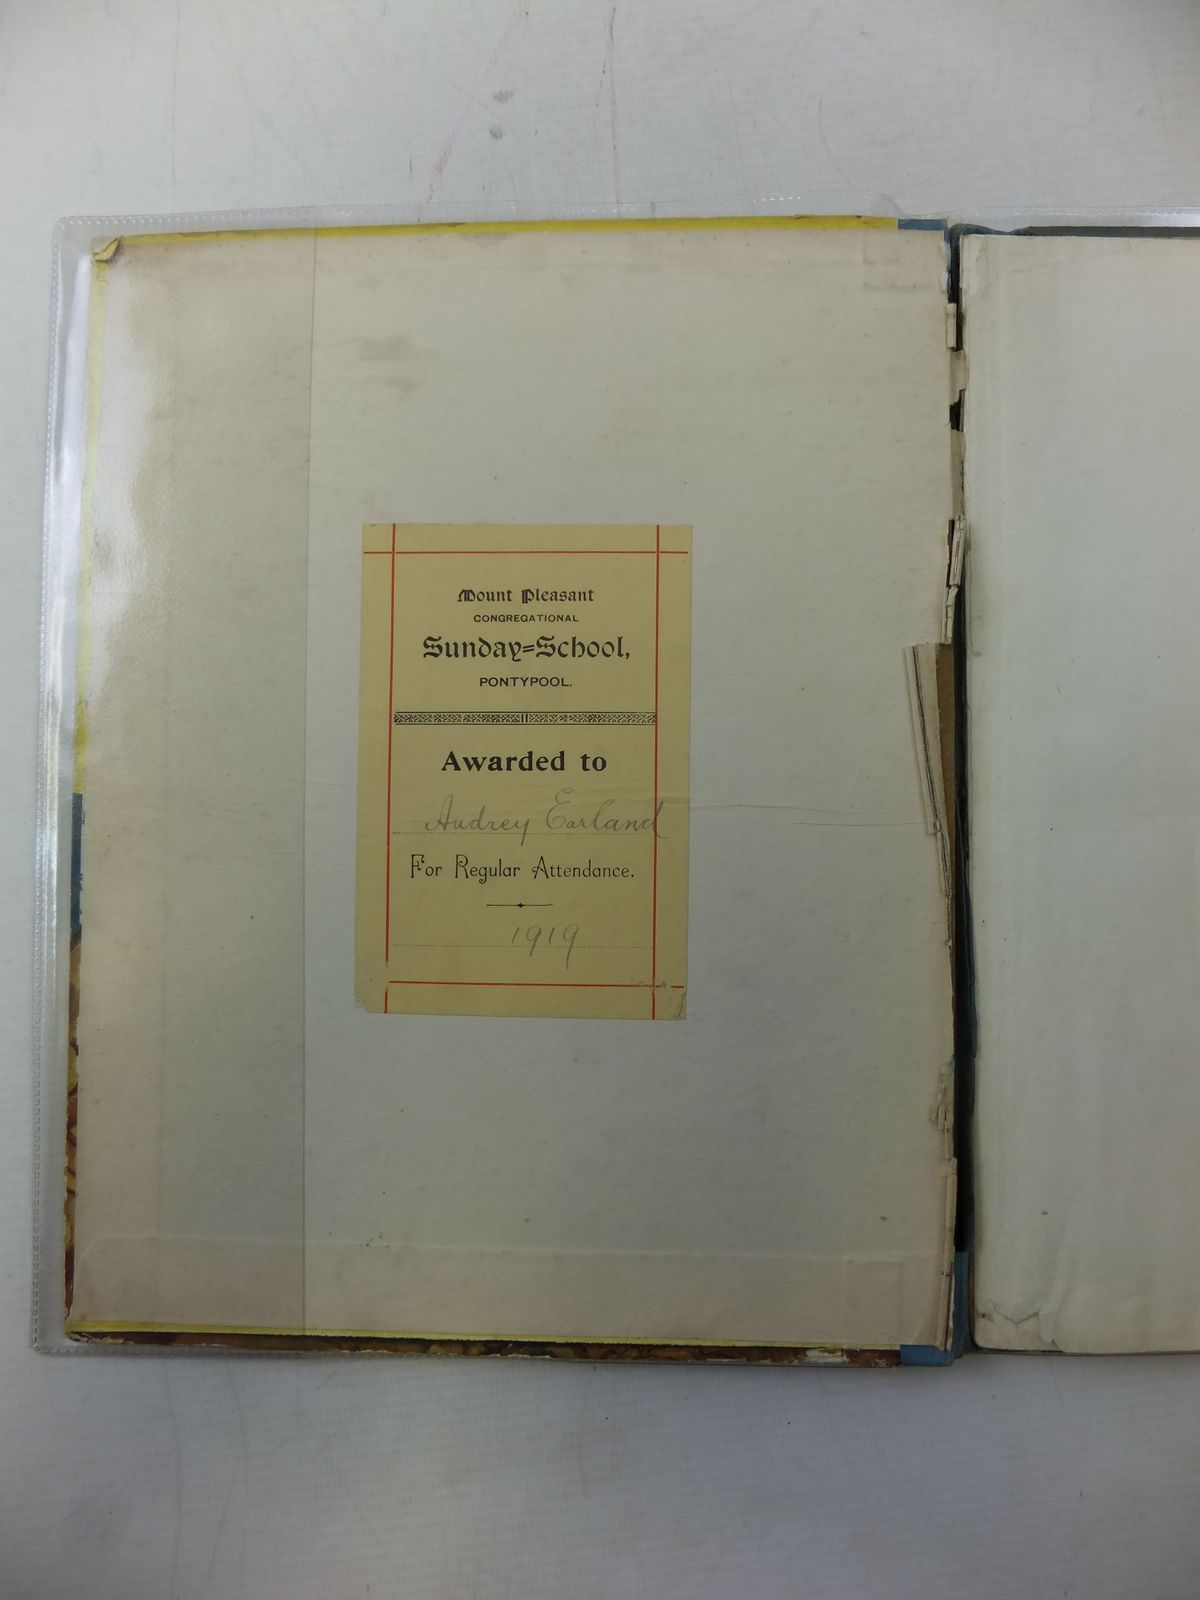 Mount Pleasant
CONGREGATIONAL
Sunday=School,
PONTYPOOL.
Awarded to
Audrey Earland
For Regular Attendance.
1919